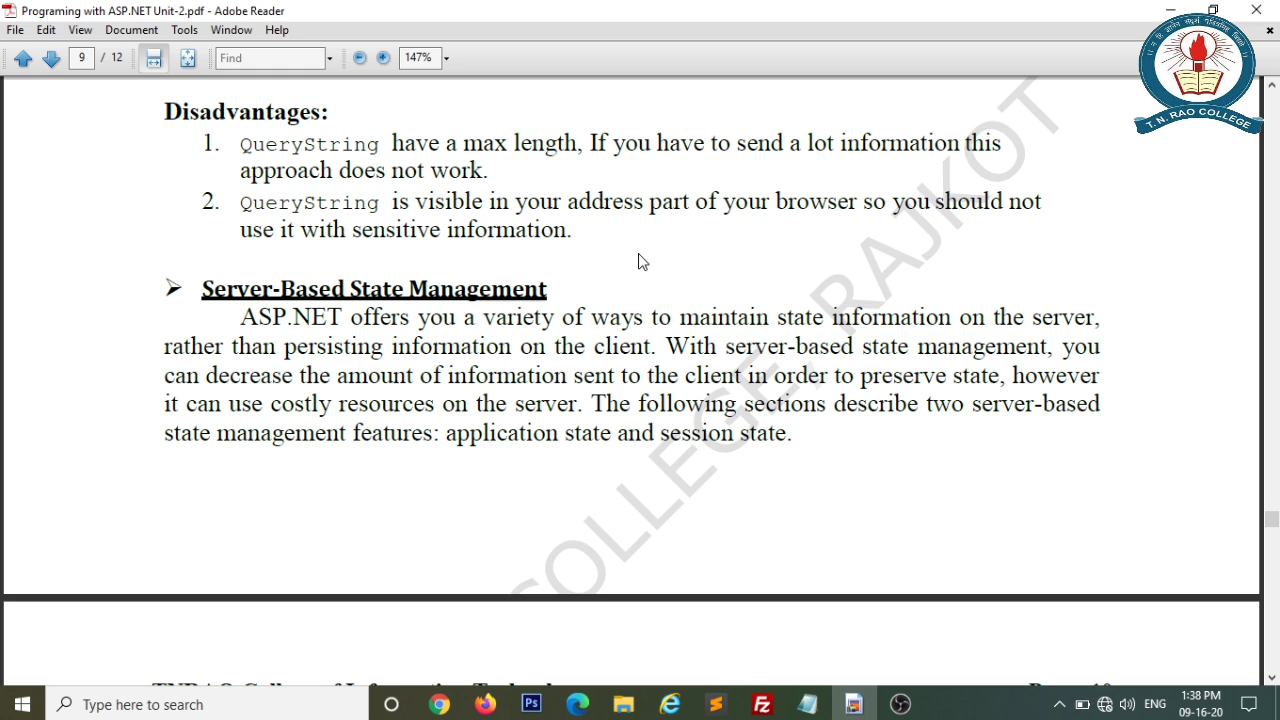 Programing with ASP.NET Unit-2.pdf - Adobe Reader
File Edit View Document Tools Window Help
9 / 12 Find 147%
T. N. RAO COLLEGE
Disadvantages:
1. QueryString have a max length, If you have to send a lot information this
approach does not work.
2. QueryString is visible in your address part of your browser so you should not
use it with sensitive information.
Server-Based State Management
ASP.NET offers you a variety of ways to maintain state information on the server,
rather than persisting information on the client. With server-based state management, you
can decrease the amount of information sent to the client in order to preserve state, however
it can use costly resources on the server. The following sections describe two server-based
state management features: application state and session state.
COLLEGE, RAJKOT
Type here to search
Ps
Fz
ENG
1:38 PM
09-16-20